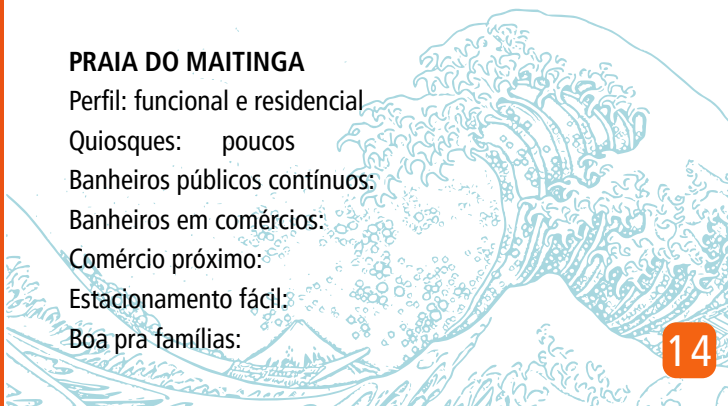 PRAIA DO MAITINGA
Perfil: funcional e residencial
Quiosques: poucos
Banheiros públicos contínuos:
Banheiros em comércios:
Comércio próximo:
Estacionamento fácil:
Boa pra famílias:
14